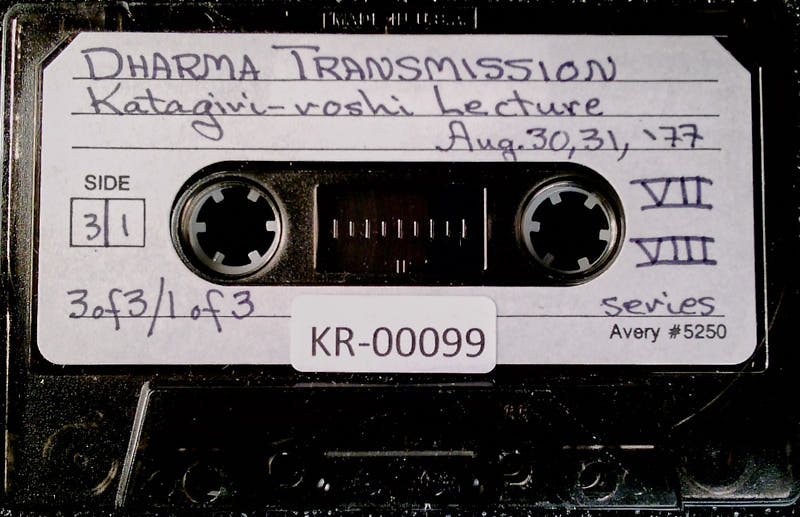 MADE IN U.S.A.
DHARMA TRANSMISSION
Katagiri-roshi Lecture
Aug. 30, 31, '77
SIDE
3 1
VII
VIII
3 of 3/1 of 3
series
KR-00099
Avery #5250